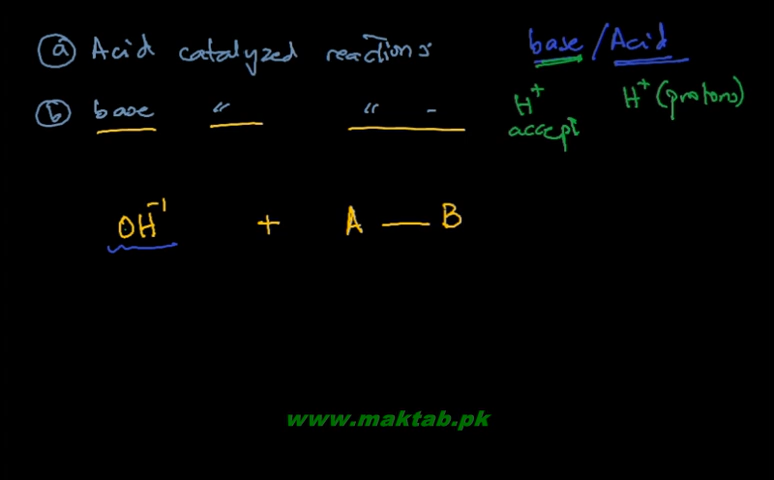 (a) Acid catalyzed reactions
base / Acid
(b) base " " -
H+ H+ (protons)
accept
OH-1 + A — B
www.maktab.pk